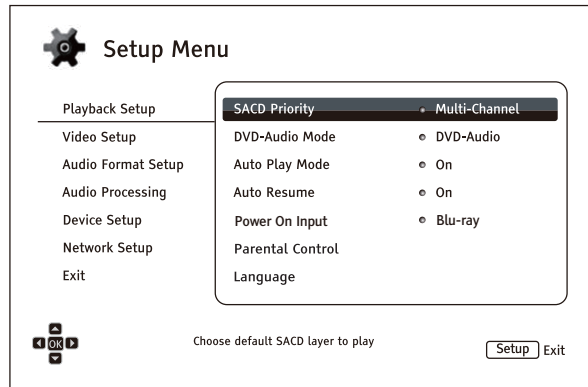 Setup Menu
Playback Setup
SACD Priority Multi-Channel
Video Setup
DVD-Audio Mode DVD-Audio
Audio Format Setup
Auto Play Mode On
Audio Processing
Auto Resume On
Device Setup
Power On Input Blu-ray
Network Setup
Parental Control
Exit
Language
OK
Choose default SACD layer to play
Setup Exit